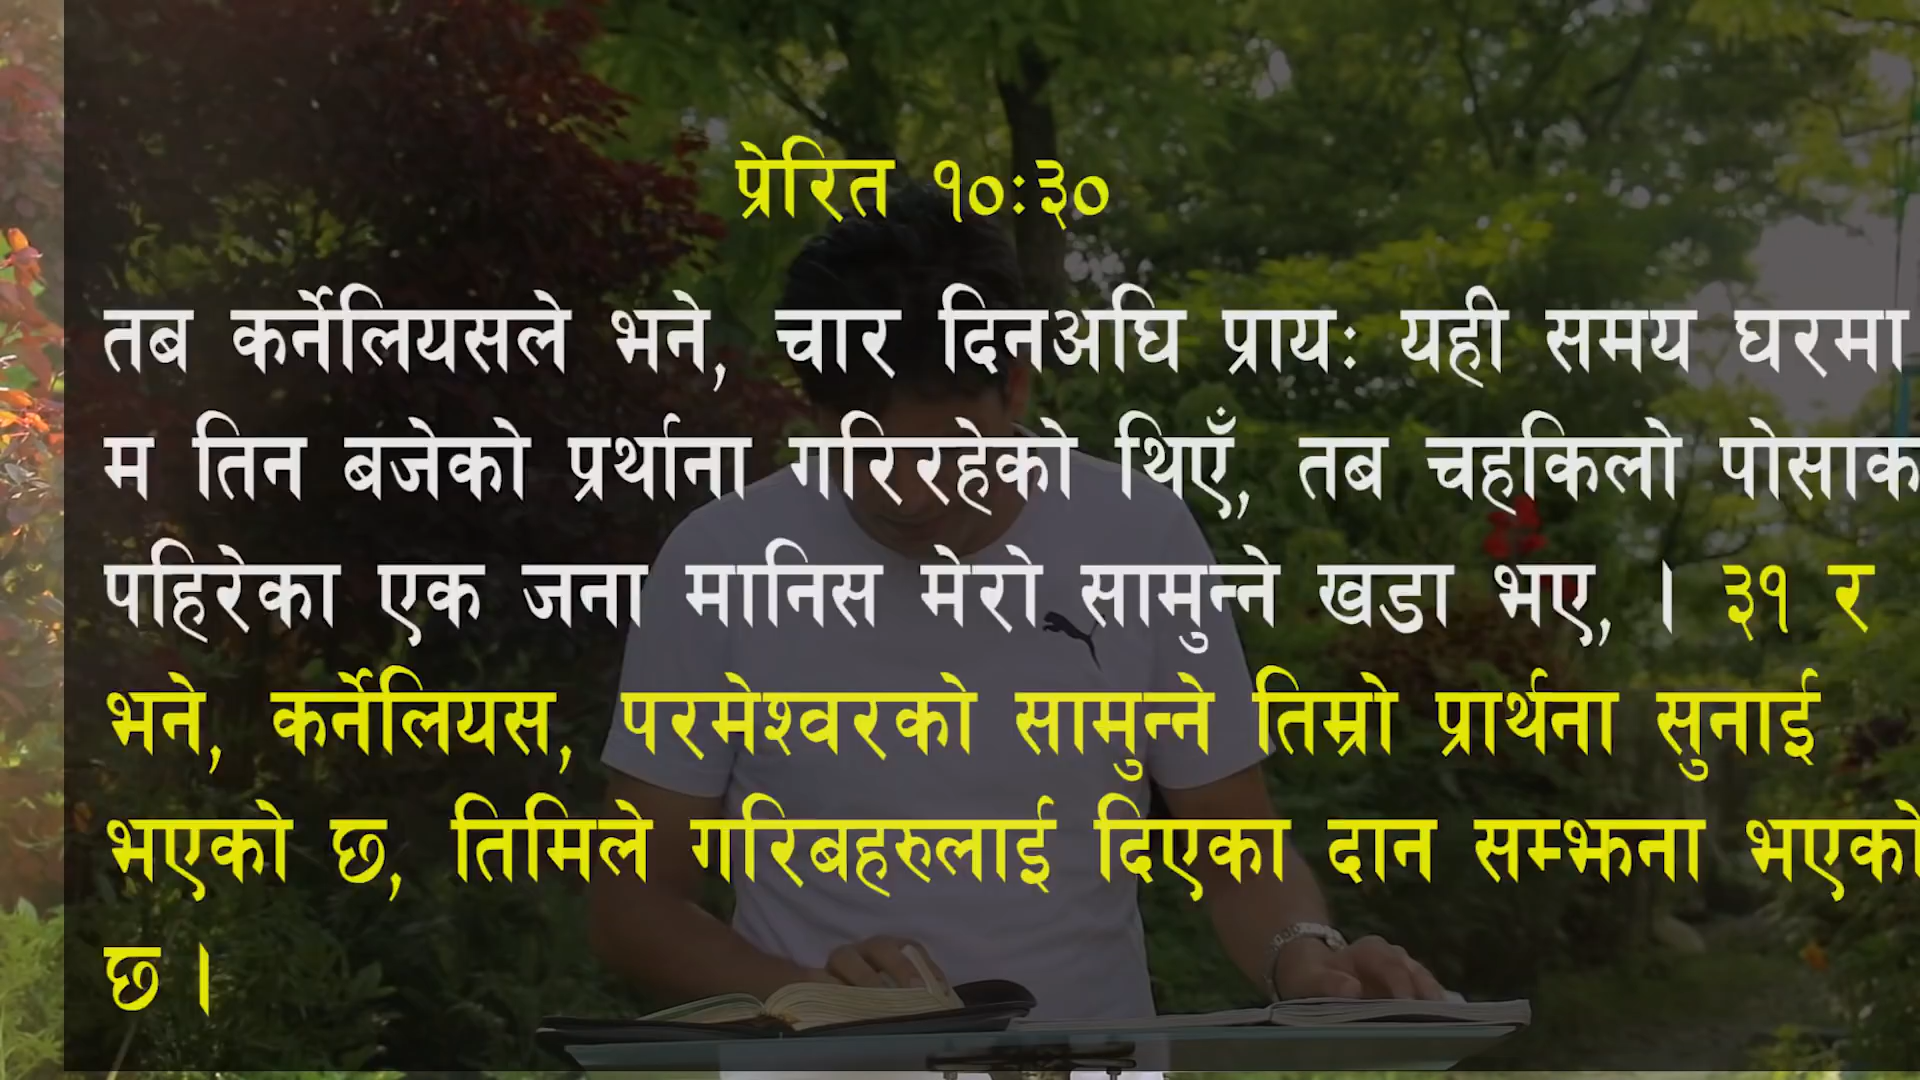 प्रेरित १०ः३०
तब कर्नेलियसले भने, चार दिनअघि प्रायः यही समय घरमा
म तिन बजेको प्रर्थाना गरिरहेको थिएँ, तब चहकिलो पोसाक
पहिरेका एक जना मानिस मेरो सामुन्ने खडा भए, । ३१ र
भने, कर्नेलियस, परमेश्वरको सामुन्ने तिम्रो प्रार्थना सुनाई
भएको छ, तिमिले गरिबहरुलाई दिएका दान सम्झना भएको
छ ।